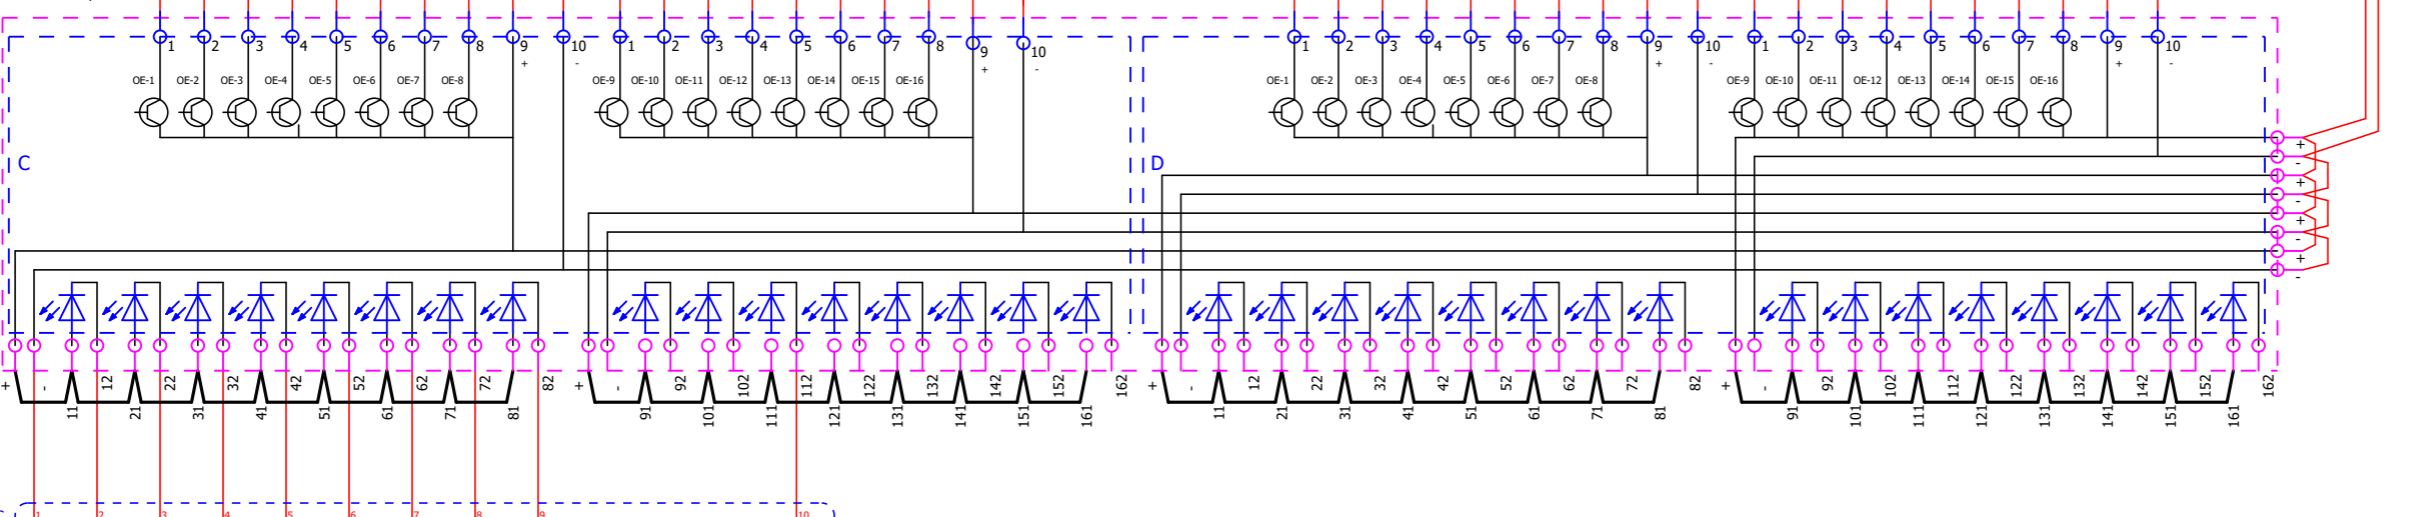 1 2 3 4 5 6 7 8 9 10 1 2 3 4 5 6 7 8 9 10 1 2 3 4 5 6 7 8 9 10 1 2 3 4 5 6 7 8 9 10
+ - + - + - + -
OE-1 OE-2 OE-3 OE-4 OE-5 OE-6 OE-7 OE-8 OE-9 OE-10 OE-11 OE-12 OE-13 OE-14 OE-15 OE-16 OE-1 OE-2 OE-3 OE-4 OE-5 OE-6 OE-7 OE-8 OE-9 OE-10 OE-11 OE-12 OE-13 OE-14 OE-15 OE-16
C D
+
-
+
-
+
-
+
-
+ - 12 22 32 42 52 62 72 82 + - 92 102 112 122 132 142 152 162 + - 12 22 32 42 52 62 72 82 + - 92 102 112 122 132 142 152 162
11 21 31 41 51 61 71 81 91 101 111 121 131 141 151 161 11 21 31 41 51 61 71 81 91 101 111 121 131 141 151 161
1 2 3 4 5 6 7 8 9 10